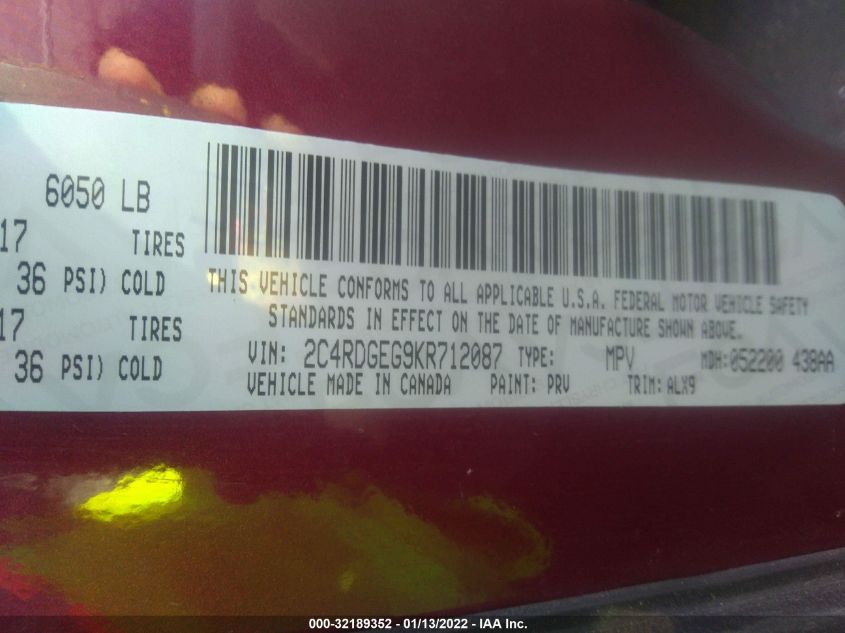 6050 LB
17 TIRES
36 PSI) COLD
17 TIRES
36 PSI) COLD
THIS VEHICLE CONFORMS TO ALL APPLICABLE U.S.A. FEDERAL MOTOR VEHICLE SAFETY
STANDARDS IN EFFECT ON THE DATE OF MANUFACTURE SHOWN ABOVE.
VIN: 2C4RDGEG9KR712087 TYPE: MPV MDH:052200 438AA
VEHICLE MADE IN CANADA PAINT: PRV TRIM: ALX9
000-32189352 - 01/13/2022 - IAA Inc.